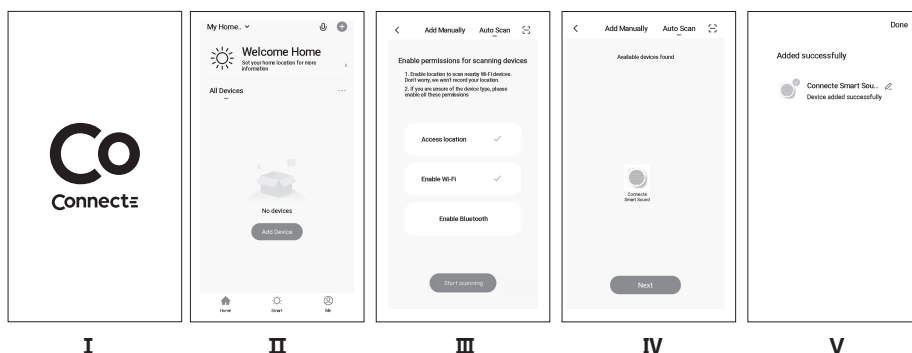 Co
Connecte
I
My Home..
Welcome Home
Set your home location for more
information
All Devices
...
No devices
Add Device
Home
Smart
Me
II
Add Manually
Auto Scan
Enable permissions for scanning devices
1. Enable location to scan nearby Wi-Fi devices.
Don't worry, we won't record your location.
2. If you are unsure of the device type, please
enable all these permissions
Access location
Enable Wi-Fi
Enable Bluetooth
Start scanning
III
Add Manually
Auto Scan
Available devices found
Connecte
Smart Sound
Next
IV
Done
Added successfully
Connecte Smart Sou..
Device added successfully
V